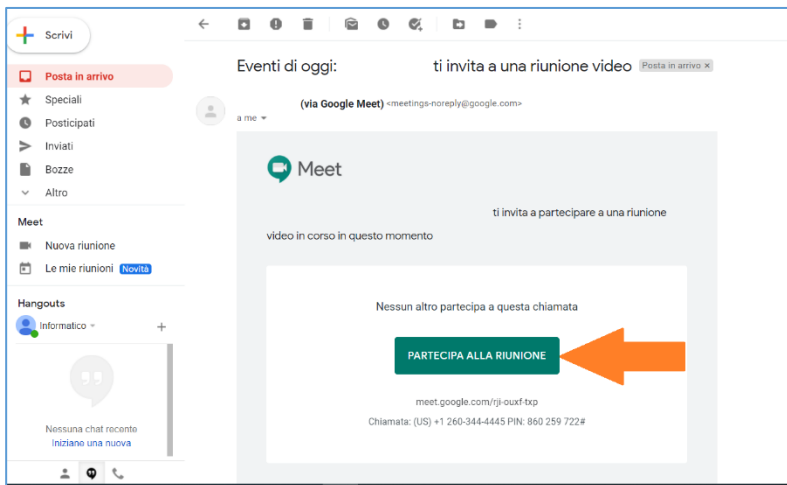 Scrivi
Posta in arrivo
Speciali
Posticipati
Inviati
Bozze
Altro
Meet
Nuova riunione
Le mie riunioni Novità
Hangouts
Informatico
Nessuna chat recente
Iniziane una nuova
Eventi di oggi: ti invita a una riunione video Posta in arrivo x
(via Google Meet) <meetings-noreply@google.com>
a me
Meet
ti invita a partecipare a una riunione
video in corso in questo momento
Nessun altro partecipa a questa chiamata
PARTECIPA ALLA RIUNIONE
meet.google.com/rji-ouxf-txp
Chiamata: (US) +1 260-344-4445 PIN: 860 259 722#